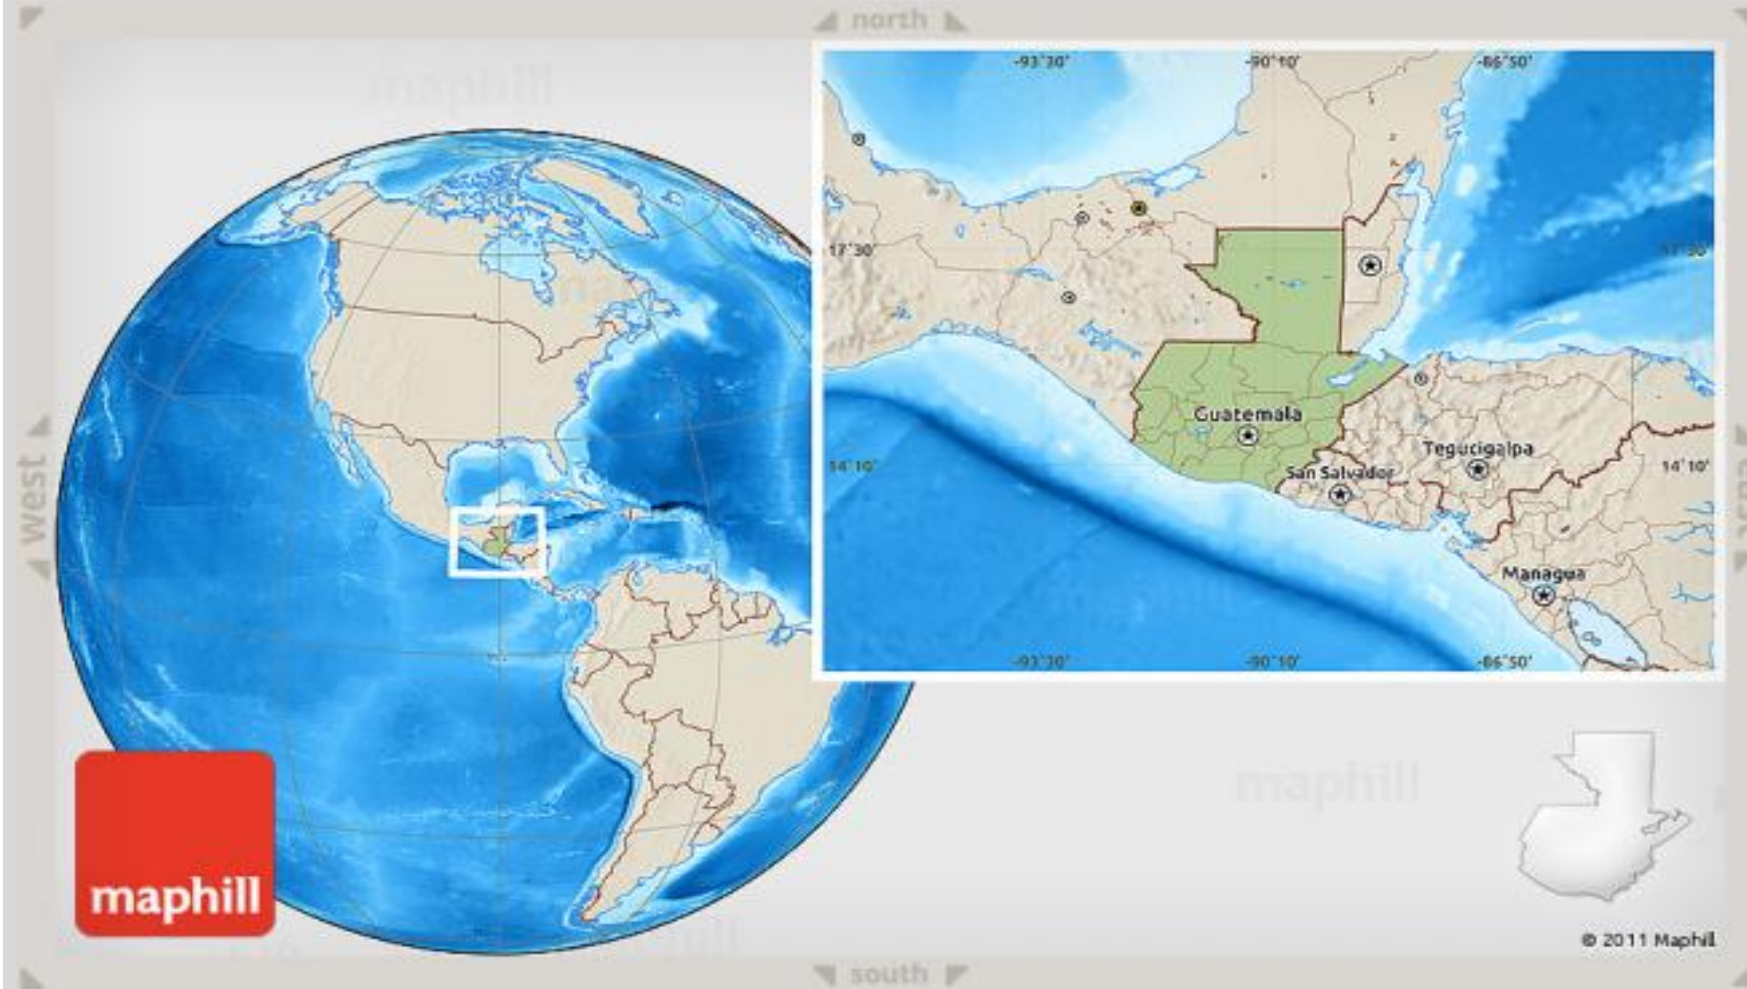 north
maphill
-93°30'
-90°10'
-86°50'
17°30'
17°30'
west
Guatemala
Tegucigalpa
San Salvador
14°10'
14°10'
east
Managua
-93°30'
-90°10'
-86°50'
maphill
maphill
© 2011 Maphill
south